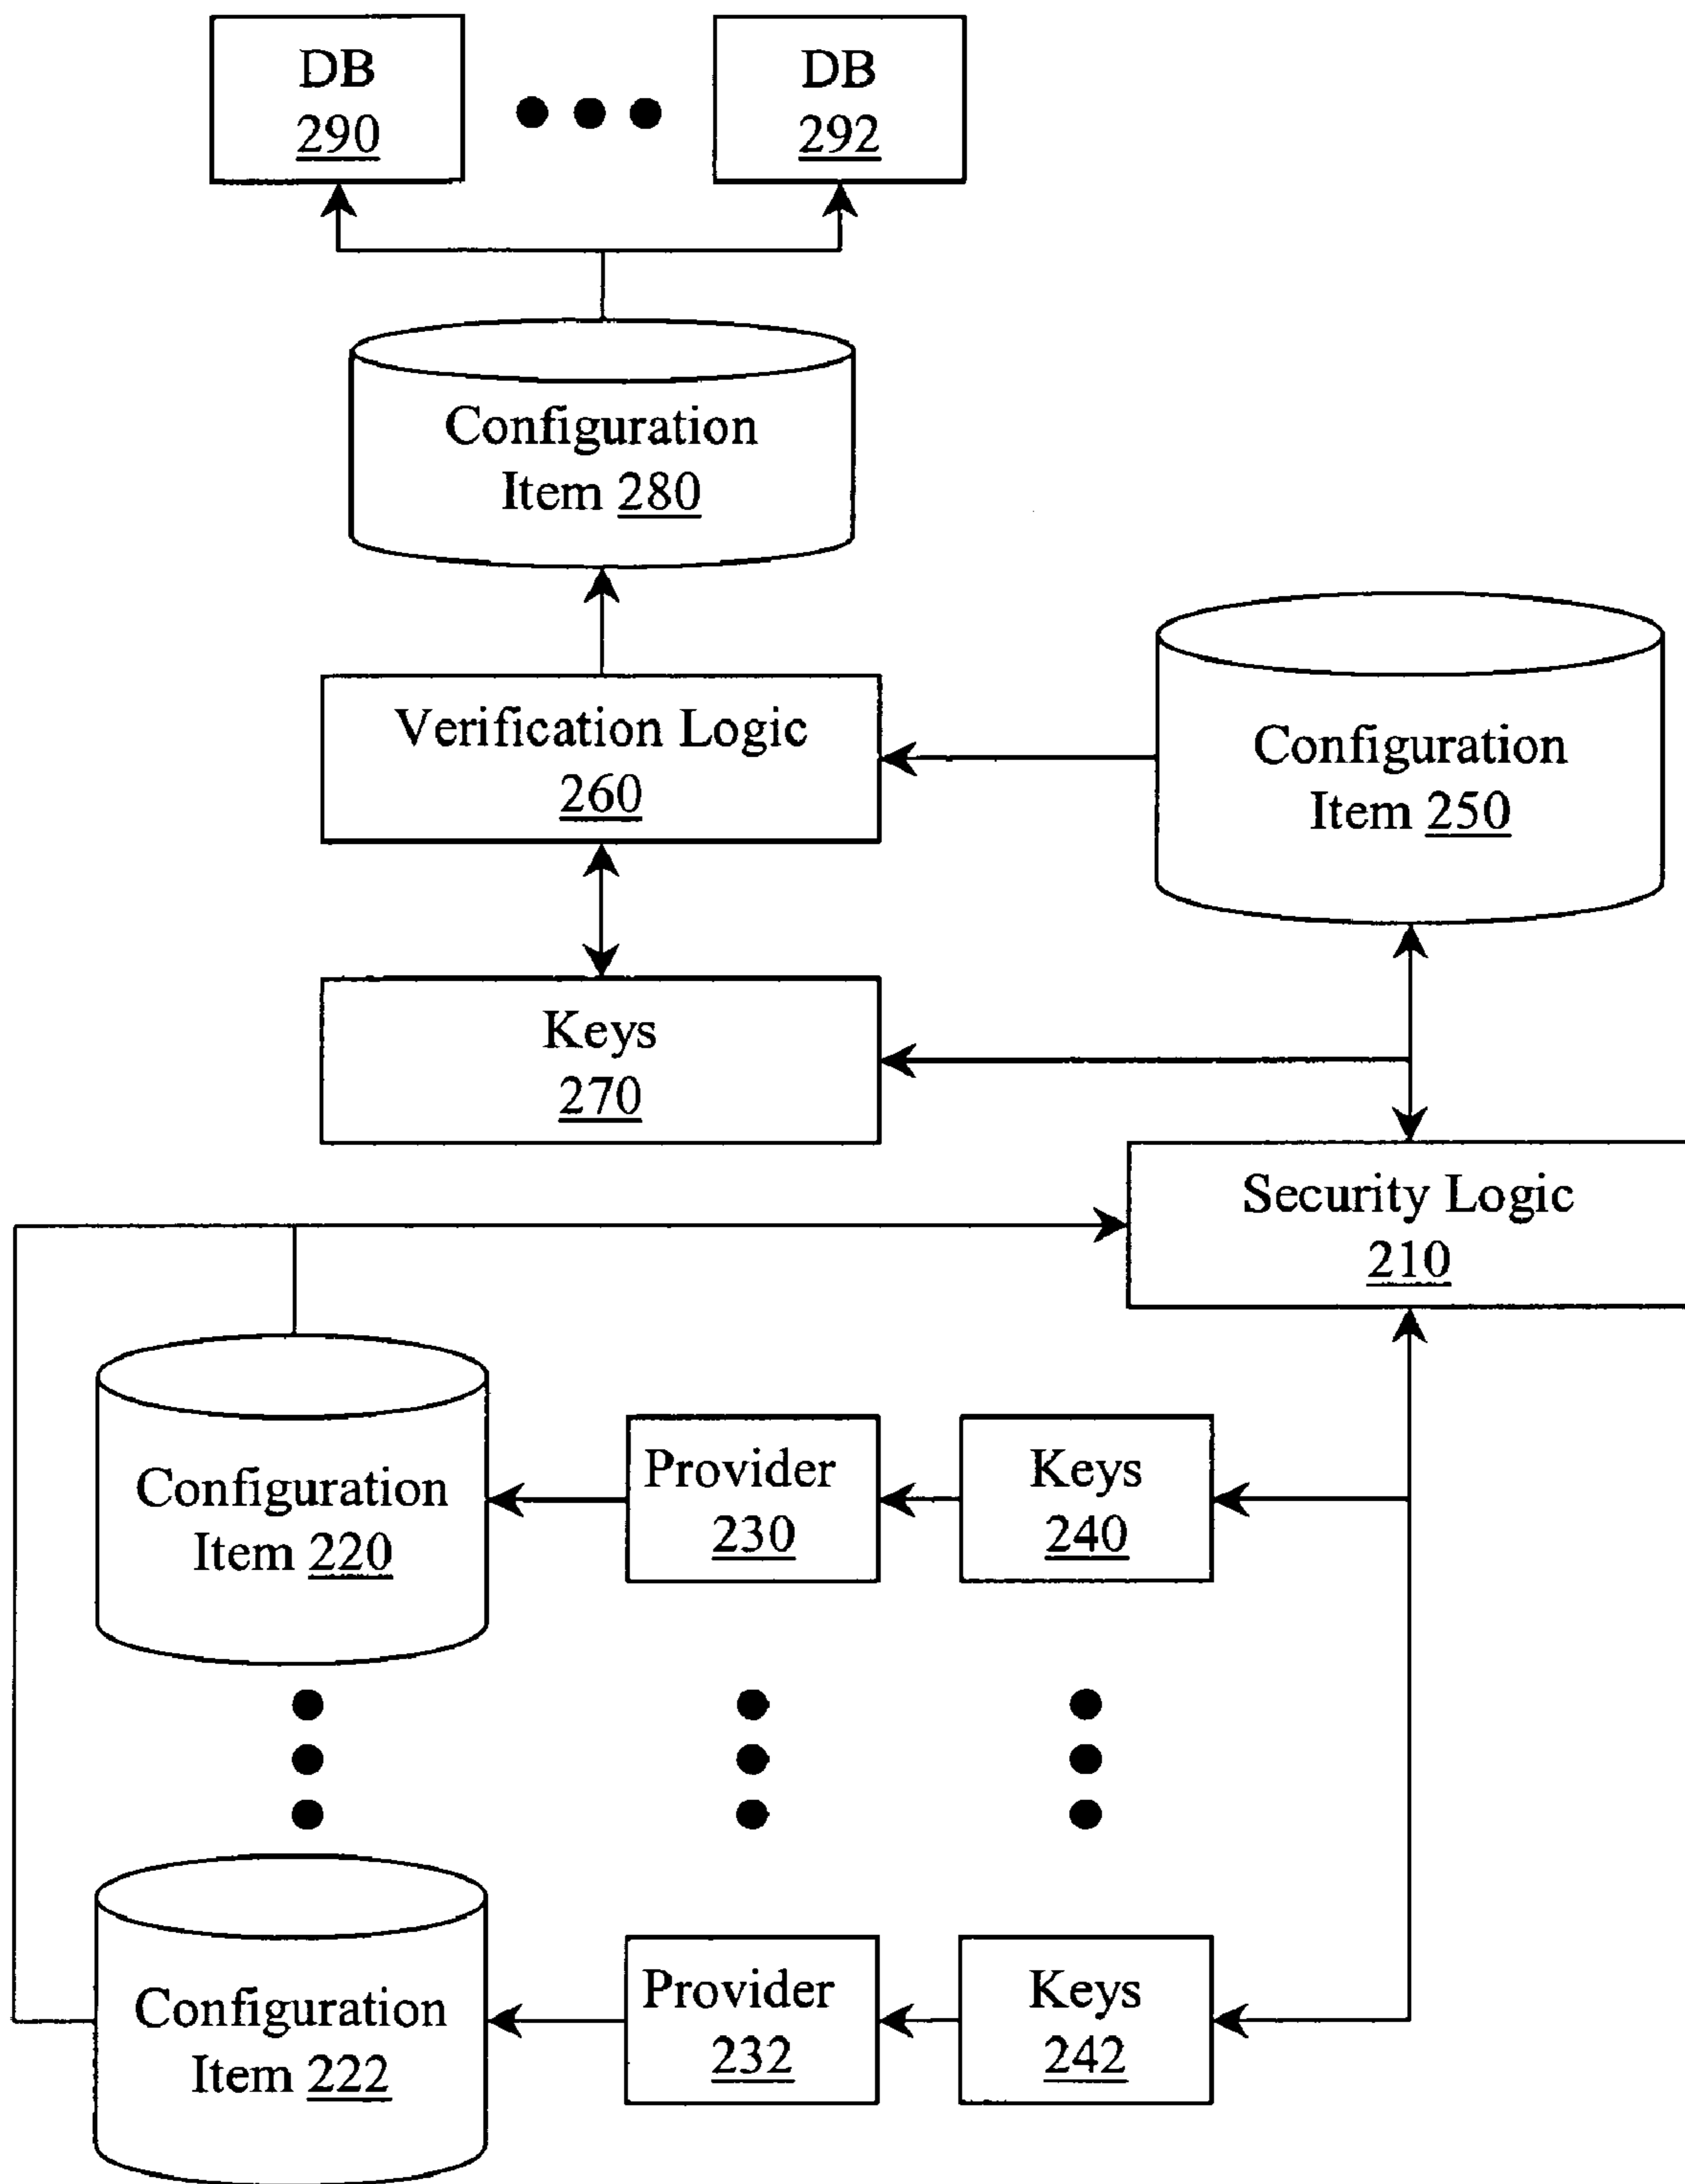 DB
290
DB
292
Configuration
Item 280
Verification Logic
260
Configuration
Item 250
Keys
270
Security Logic
210
Configuration
Item 220
Provider
230
Keys
240
Configuration
Item 222
Provider
232
Keys
242